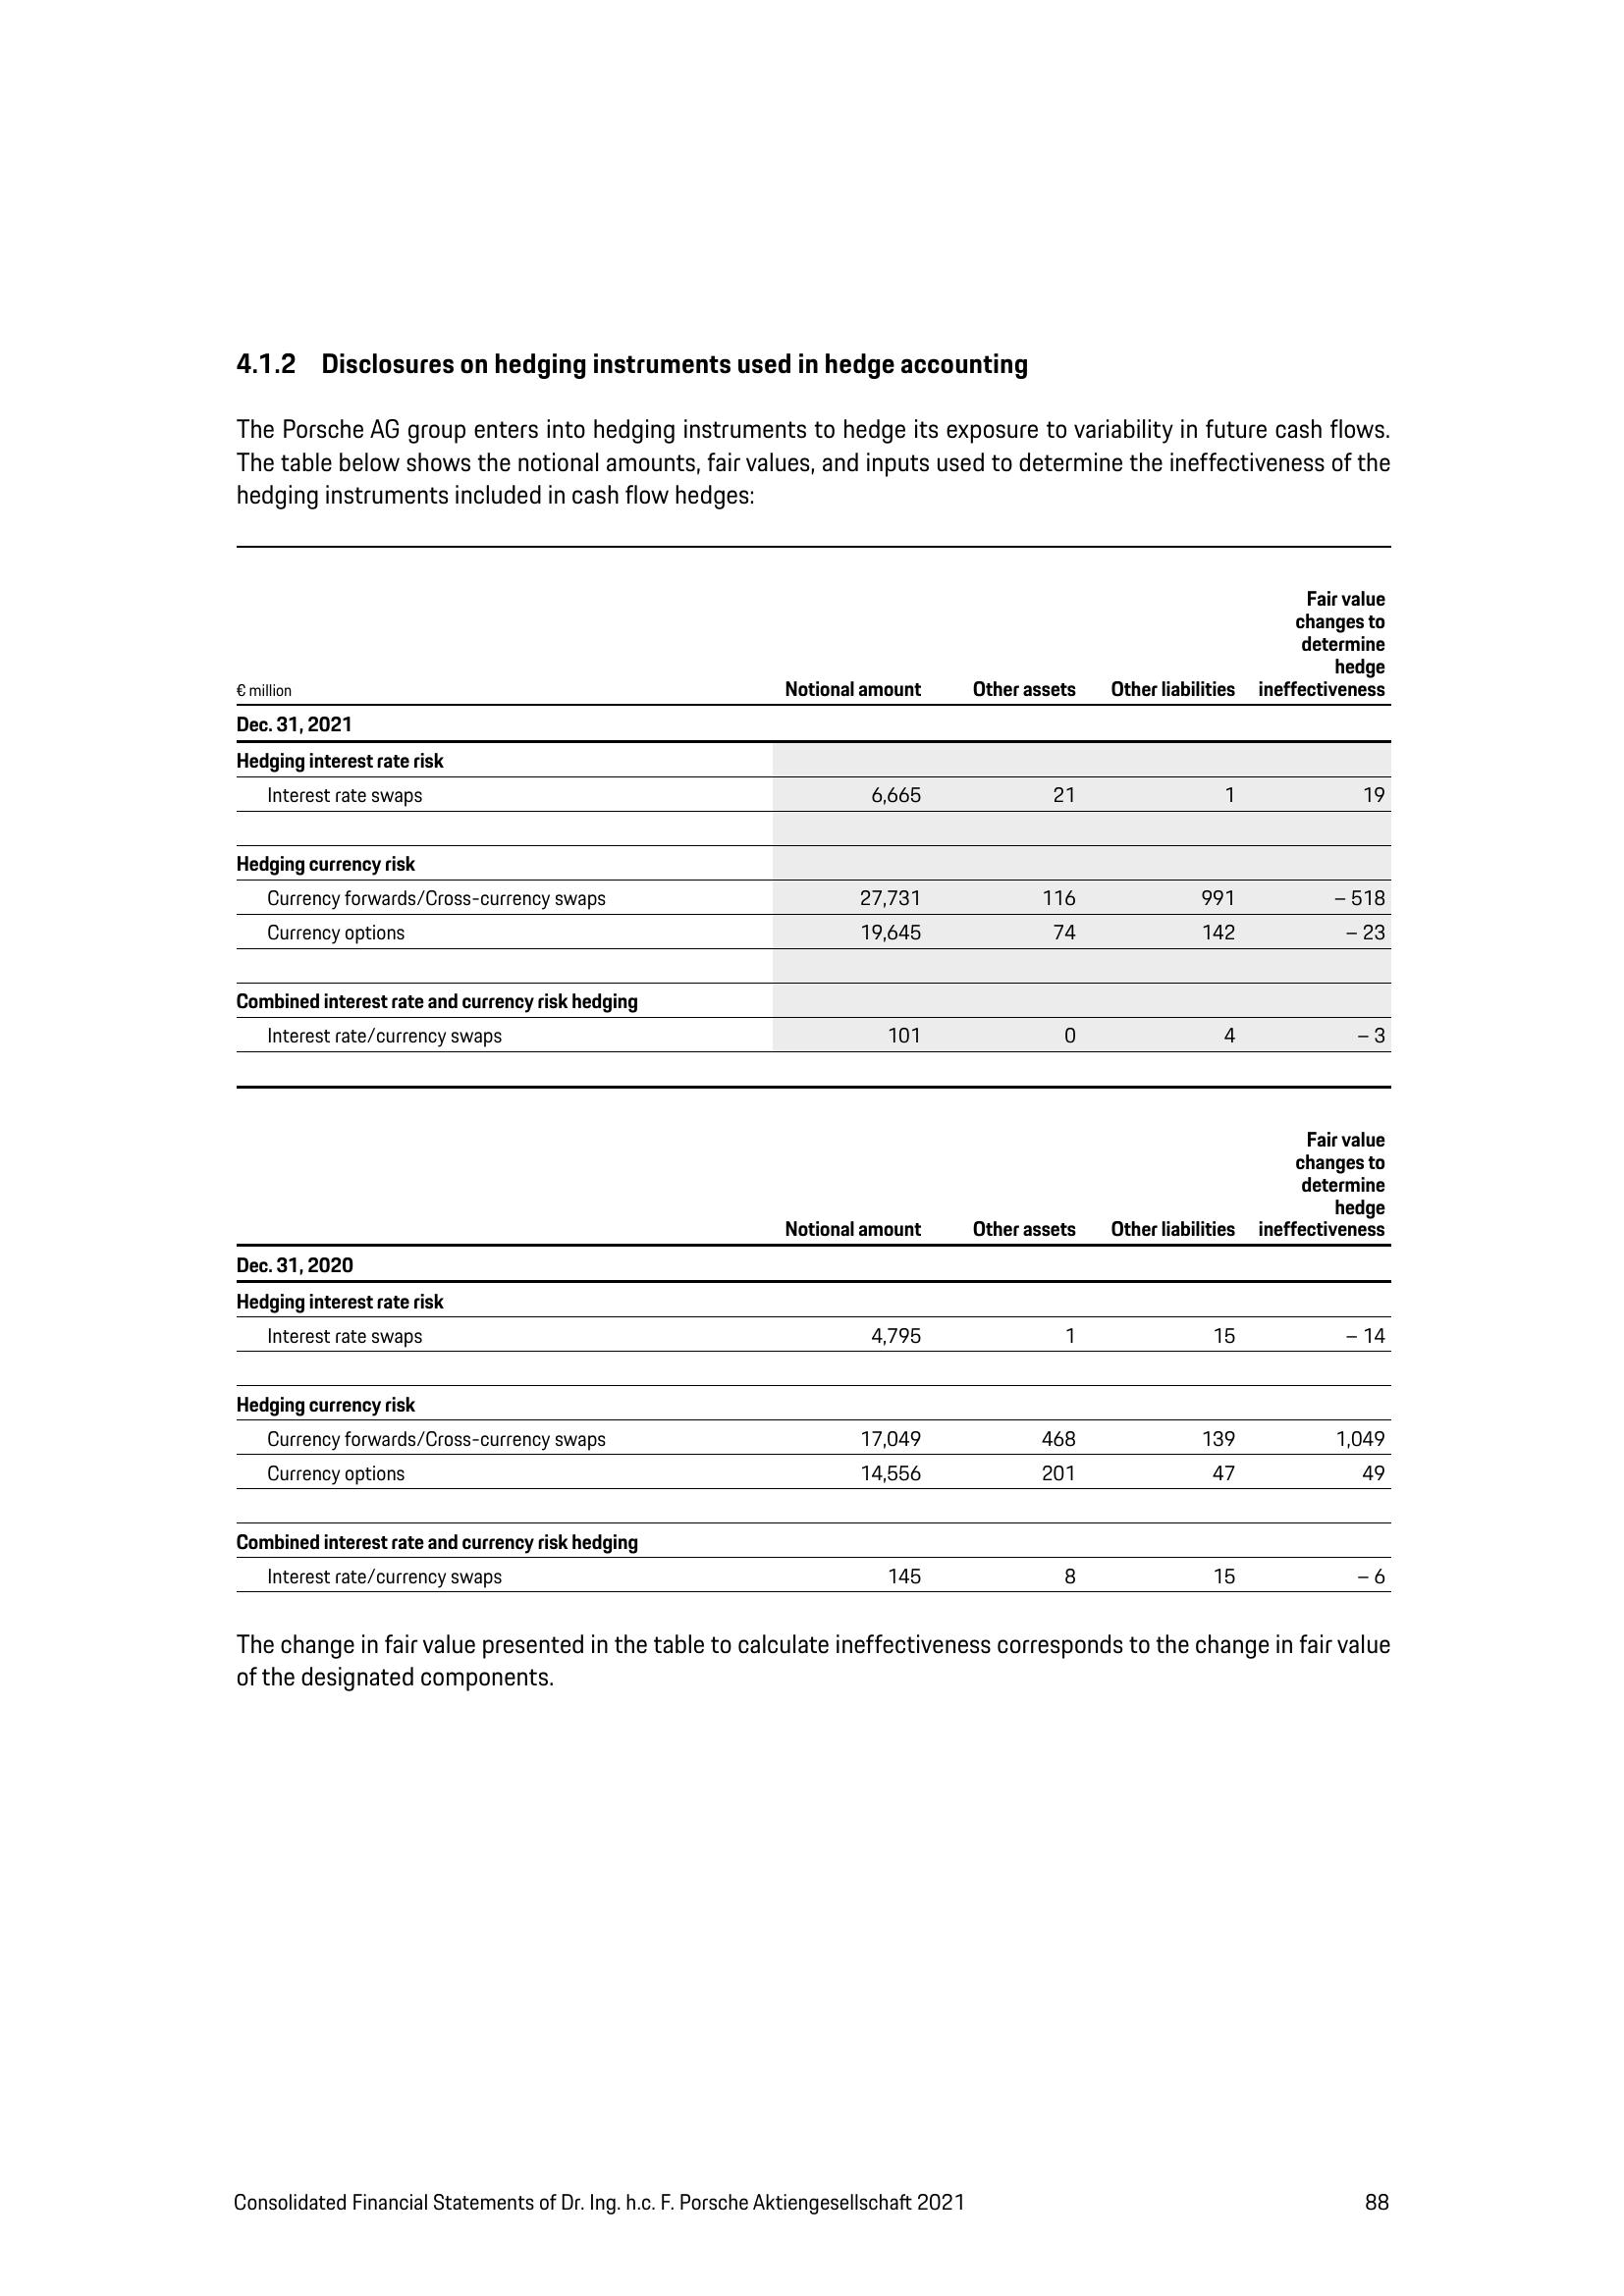 4.1.2 Disclosures on hedging instruments used in hedge accounting
The Porsche AG group enters into hedging instruments to hedge its exposure to variability in future cash flows.
The table below shows the notional amounts, fair values, and inputs used to determine the ineffectiveness of the
hedging instruments included in cash flow hedges:
Fair value
changes to
determine
hedge
€ million Notional amount Other assets Other liabilities ineffectiveness
Dec. 31, 2021
Hedging interest rate risk
Interest rate swaps 6,665 21 1 19
Hedging currency risk
Currency forwards/Cross-currency swaps 27,731 116 991 – 518
Currency options 19,645 74 142 – 23
Combined interest rate and currency risk hedging
Interest rate/currency swaps 101 0 4 – 3
Fair value
changes to
determine
hedge
Notional amount Other assets Other liabilities ineffectiveness
Dec. 31, 2020
Hedging interest rate risk
Interest rate swaps 4,795 1 15 – 14
Hedging currency risk
Currency forwards/Cross-currency swaps 17,049 468 139 1,049
Currency options 14,556 201 47 49
Combined interest rate and currency risk hedging
Interest rate/currency swaps 145 8 15 – 6
The change in fair value presented in the table to calculate ineffectiveness corresponds to the change in fair value
of the designated components.
Consolidated Financial Statements of Dr. Ing. h.c. F. Porsche Aktiengesellschaft 2021 88